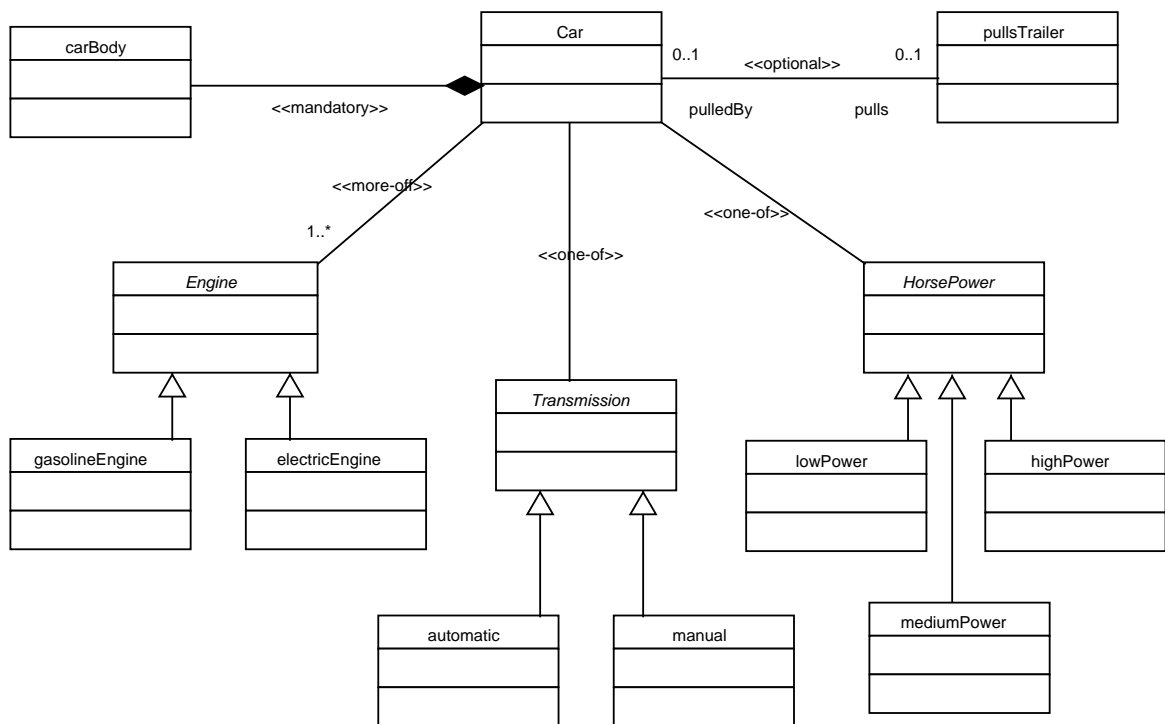 Car
carBody
pullsTrailer
0..1
0..1
<<optional>>
<<mandatory>>
pulledBy
pulls
<<more-off>>
<<one-of>>
1..*
<<one-of>>
Engine
HorsePower
Transmission
gasolineEngine
electricEngine
lowPower
highPower
mediumPower
automatic
manual